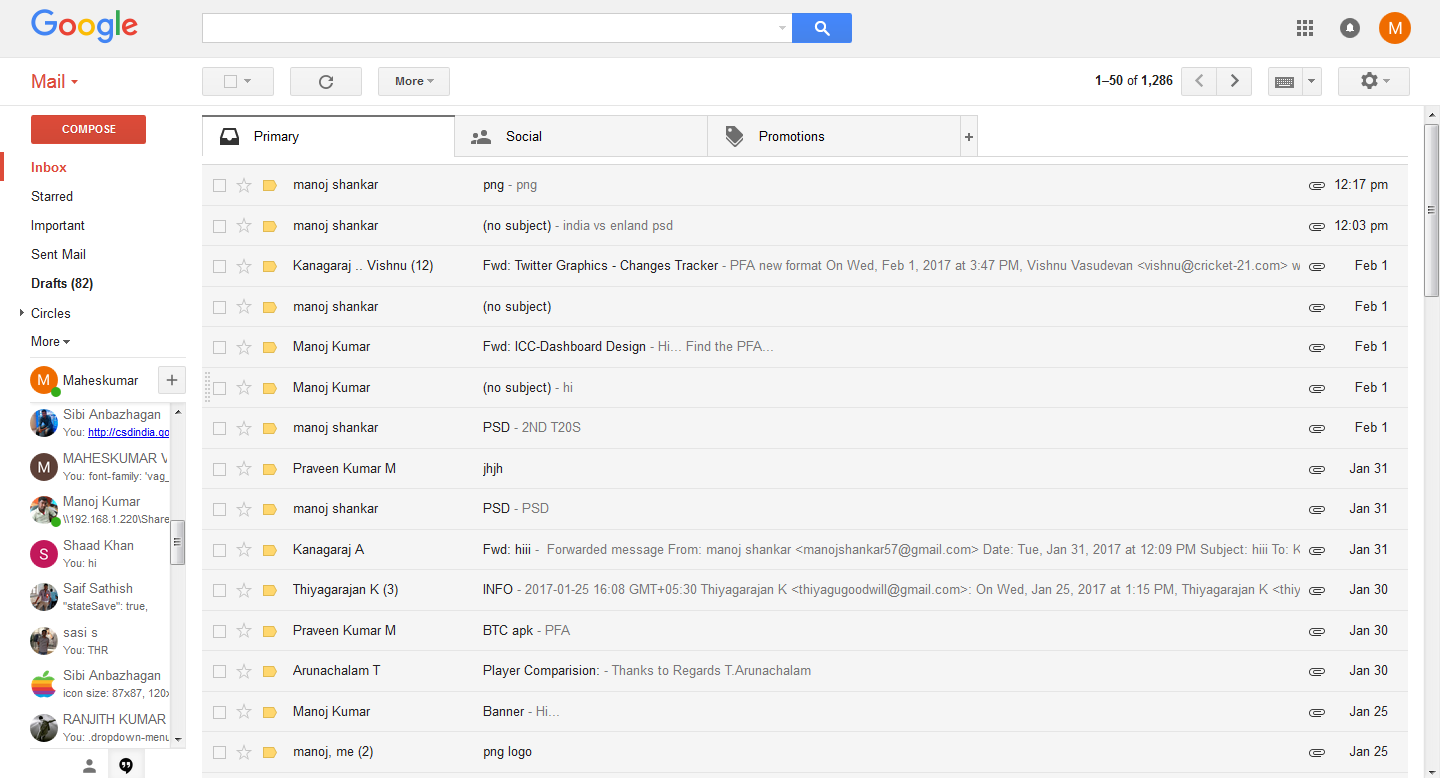 Google
M
Mail
More
1–50 of 1,286
COMPOSE
Inbox
Starred
Important
Sent Mail
Drafts (82)
Circles
More
M Maheskumar +
Sibi Anbazhagan
You: http://csdindia.go
M MAHESKUMAR V
You: font-family: 'vag_
Manoj Kumar
\\192.168.1.220\Share
S Shaad Khan
You: hi
Saif Sathish
"stateSave": true,
sasi s
You: THR
Sibi Anbazhagan
icon size: 87x87, 120x
RANJITH KUMAR
You: .dropdown-menu
Primary Social Promotions +
manoj shankar png - png 12:17 pm
manoj shankar (no subject) - india vs enland psd 12:03 pm
Kanagaraj .. Vishnu (12) Fwd: Twitter Graphics - Changes Tracker - PFA new format On Wed, Feb 1, 2017 at 3:47 PM, Vishnu Vasudevan <vishnu@cricket-21.com> w Feb 1
manoj shankar (no subject) Feb 1
Manoj Kumar Fwd: ICC-Dashboard Design - Hi... Find the PFA... Feb 1
Manoj Kumar (no subject) - hi Feb 1
manoj shankar PSD - 2ND T20S Feb 1
Praveen Kumar M jhjh Jan 31
manoj shankar PSD - PSD Jan 31
Kanagaraj A Fwd: hiii - Forwarded message From: manoj shankar <manojshankar57@gmail.com> Date: Tue, Jan 31, 2017 at 12:09 PM Subject: hiii To: K Jan 31
Thiyagarajan K (3) INFO - 2017-01-25 16:08 GMT+05:30 Thiyagarajan K <thiyagugoodwill@gmail.com>: On Wed, Jan 25, 2017 at 1:15 PM, Thiyagarajan K <thiy Jan 30
Praveen Kumar M BTC apk - PFA Jan 30
Arunachalam T Player Comparision: - Thanks to Regards T.Arunachalam Jan 30
Manoj Kumar Banner - Hi... Jan 25
manoj, me (2) png logo Jan 25